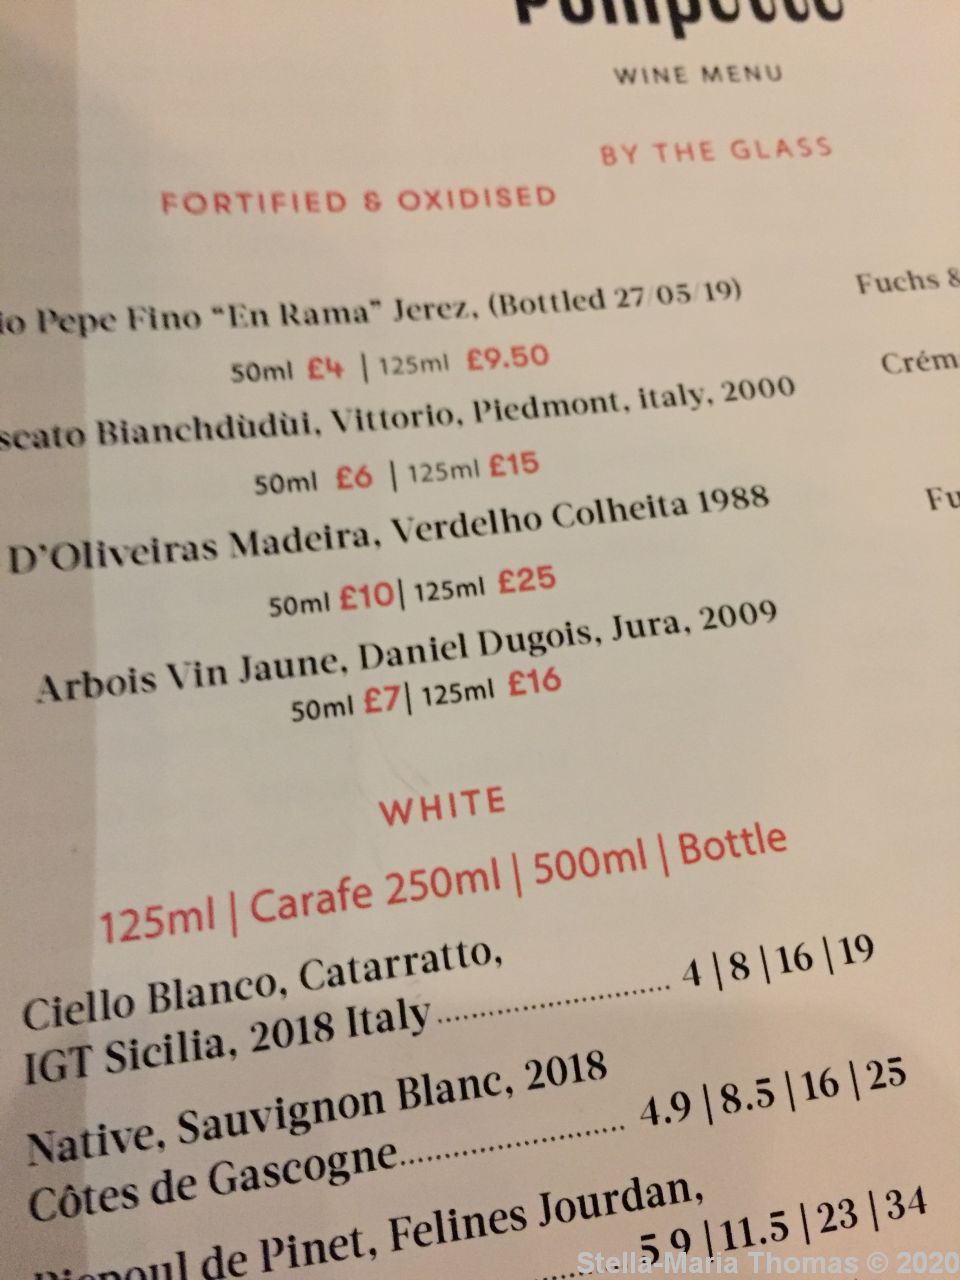 Pompette
WINE MENU
BY THE GLASS
FORTIFIED & OXIDISED
Pepe Fino “En Rama” Jerez, (Bottled 27/05/19)
50ml £4 | 125ml £9.50
Bianchdùdùi, Vittorio, Piedmont, italy, 2000
50ml £6 | 125ml £15
D’Oliveiras Madeira, Verdelho Colheita 1988
50ml £10| 125ml £25
Arbois Vin Jaune, Daniel Dugois, Jura, 2009
50ml £7| 125ml £16
Fuchs &
WHITE
125ml | Carafe 250ml | 500ml | Bottle
Ciello Blanco, Catarratto,
IGT Sicilia, 2018 Italy........................ 4 | 8 | 16 | 19
Native, Sauvignon Blanc, 2018
Côtes de Gascogne........................ 4.9 | 8.5 | 16 | 25
de Pinet, Felines Jourdan,
5.9 | 11.5 | 23 | 34
Stella-Maria Thomas © 2020